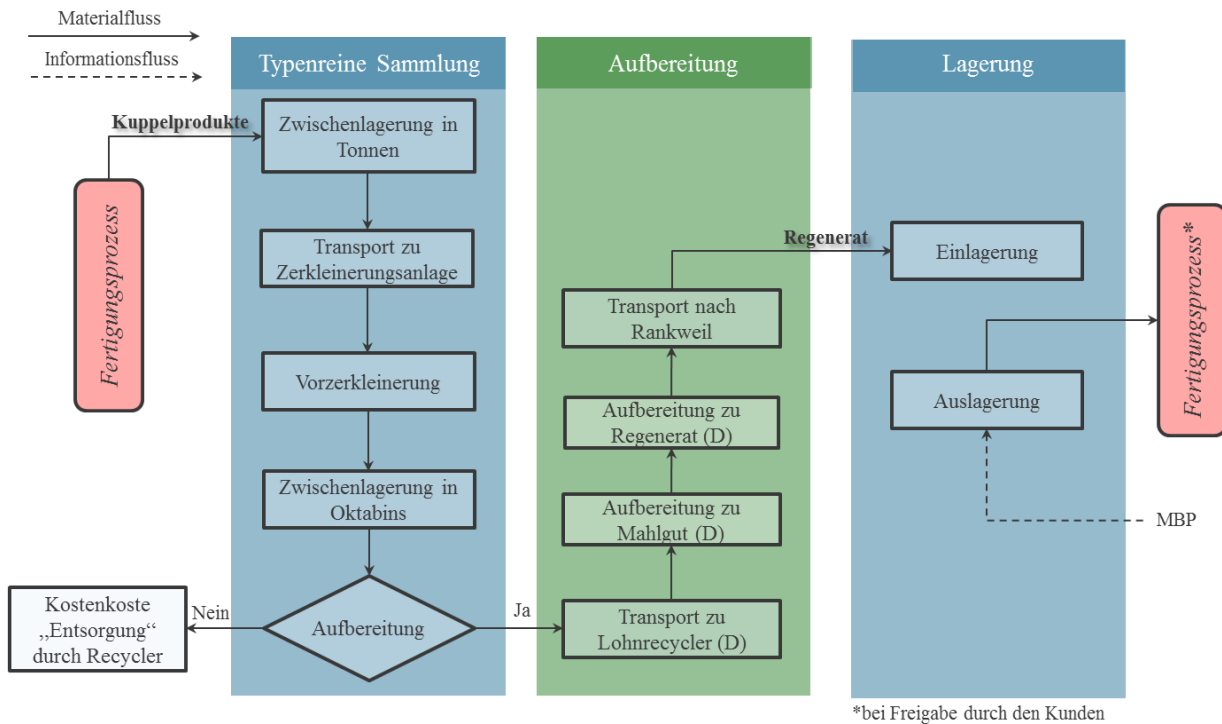 Materialfluss
Informationsfluss
Typenreine Sammlung
Aufbereitung
Lagerung
Kuppelprodukte
Fertigungsprozess
Zwischenlagerung in
Tonnen
Transport zu
Zerkleinerungsanlage
Vorzerkleinerung
Zwischenlagerung in
Oktabins
Aufbereitung
Nein
Kostenkoste
„Entsorgung“
durch Recycler
Ja
Transport zu
Lohnrecycler (D)
Aufbereitung zu
Mahlgut (D)
Aufbereitung zu
Regenerat (D)
Transport nach
Rankweil
Regenerat
Einlagerung
Auslagerung
MBP
Fertigungsprozess*
*bei Freigabe durch den Kunden